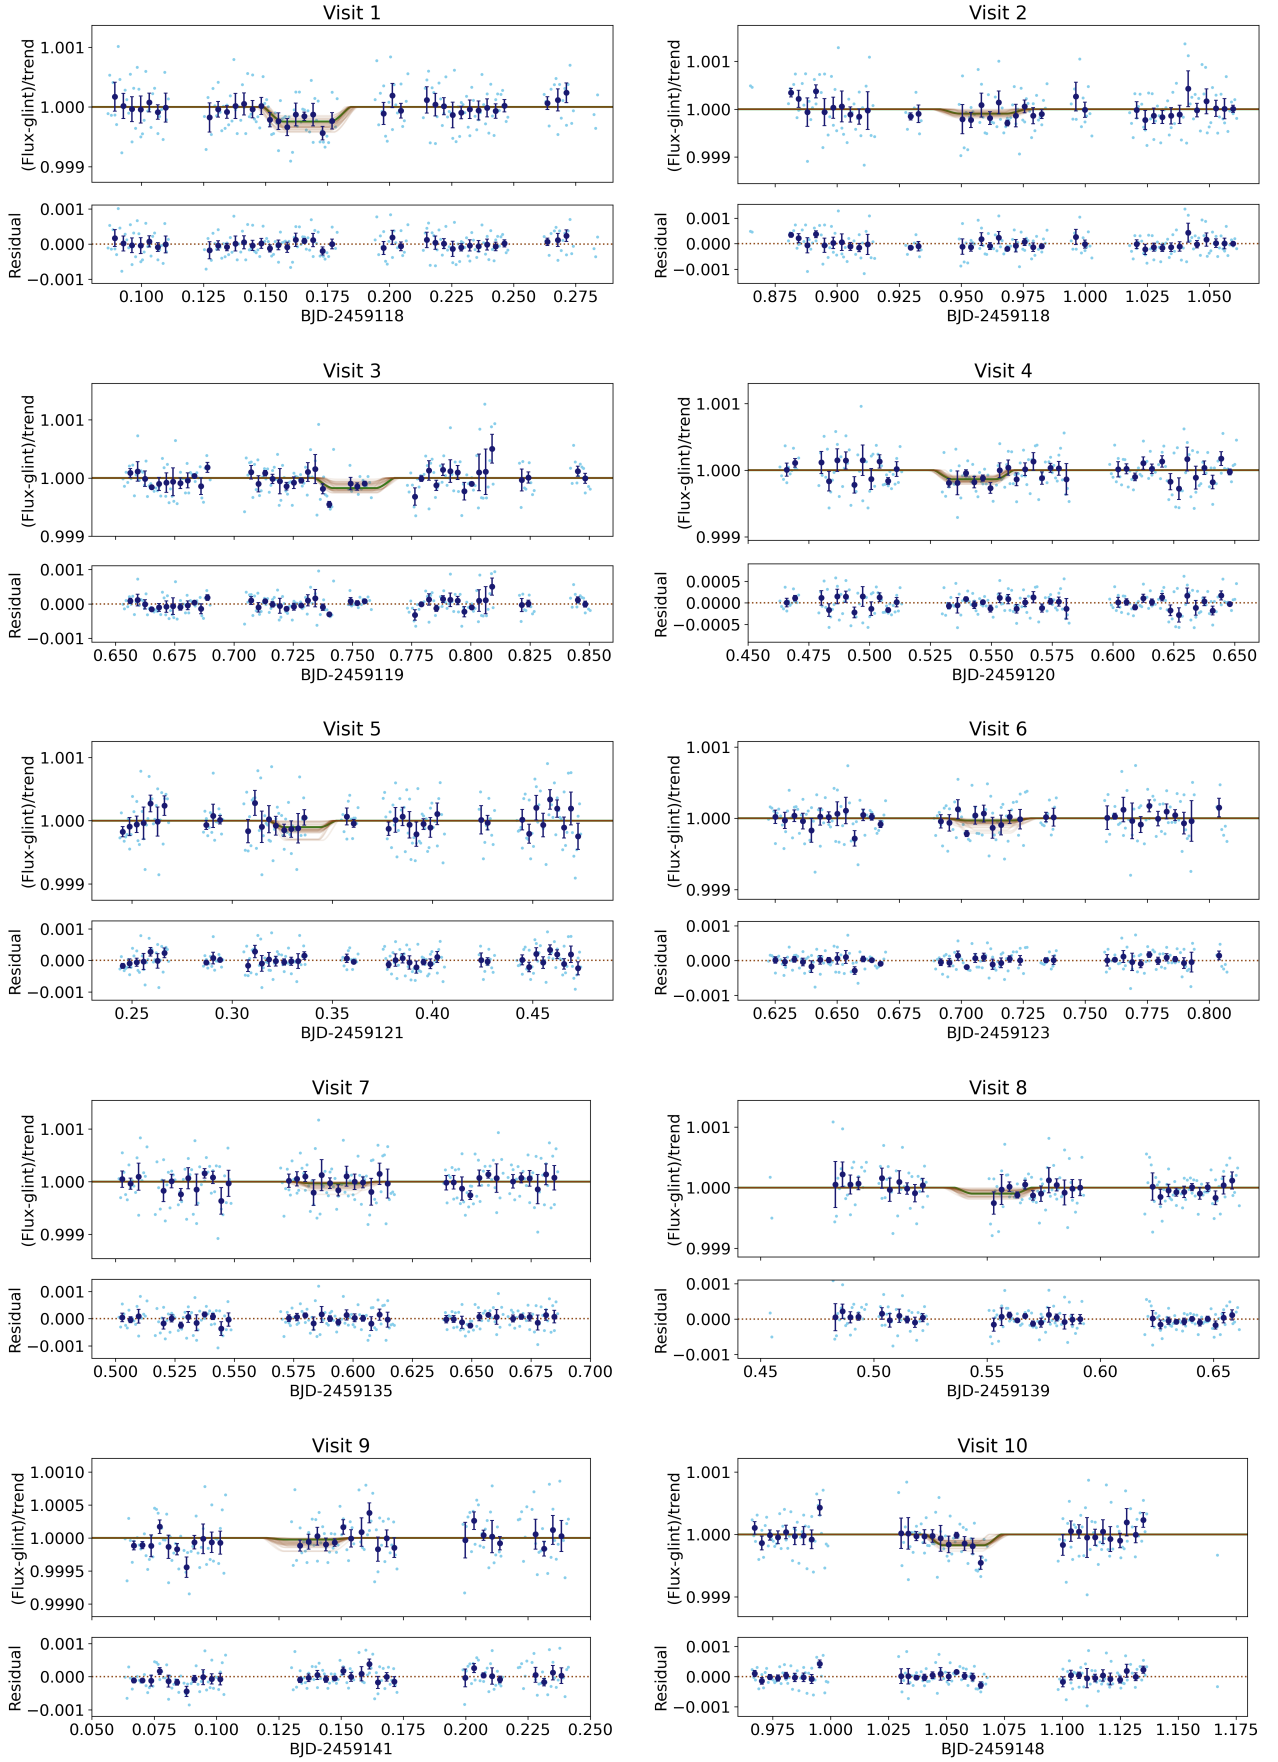 Visit 1
(Flux-glint)/trend
1.001
1.000
0.999
Residual
0.001
0.000
−0.001
0.100 0.125 0.150 0.175 0.200 0.225 0.250 0.275
BJD-2459118
Visit 2
(Flux-glint)/trend
1.001
1.000
0.999
Residual
0.001
0.000
−0.001
0.875 0.900 0.925 0.950 0.975 1.000 1.025 1.050
BJD-2459118
Visit 3
(Flux-glint)/trend
1.001
1.000
0.999
Residual
0.001
0.000
−0.001
0.650 0.675 0.700 0.725 0.750 0.775 0.800 0.825 0.850
BJD-2459119
Visit 4
(Flux-glint)/trend
1.001
1.000
0.999
Residual
0.0005
0.0000
−0.0005
0.450 0.475 0.500 0.525 0.550 0.575 0.600 0.625 0.650
BJD-2459120
Visit 5
(Flux-glint)/trend
1.001
1.000
0.999
Residual
0.001
0.000
−0.001
0.25 0.30 0.35 0.40 0.45
BJD-2459121
Visit 6
(Flux-glint)/trend
1.001
1.000
0.999
Residual
0.001
0.000
−0.001
0.625 0.650 0.675 0.700 0.725 0.750 0.775 0.800
BJD-2459123
Visit 7
(Flux-glint)/trend
1.001
1.000
0.999
Residual
0.001
0.000
−0.001
0.500 0.525 0.550 0.575 0.600 0.625 0.650 0.675 0.700
BJD-2459135
Visit 8
(Flux-glint)/trend
1.001
1.000
0.999
Residual
0.001
0.000
−0.001
0.45 0.50 0.55 0.60 0.65
BJD-2459139
Visit 9
(Flux-glint)/trend
1.0010
1.0005
1.0000
0.9995
0.9990
Residual
0.001
0.000
−0.001
0.050 0.075 0.100 0.125 0.150 0.175 0.200 0.225 0.250
BJD-2459141
Visit 10
(Flux-glint)/trend
1.001
1.000
0.999
Residual
0.001
0.000
−0.001
0.975 1.000 1.025 1.050 1.075 1.100 1.125 1.150 1.175
BJD-2459148